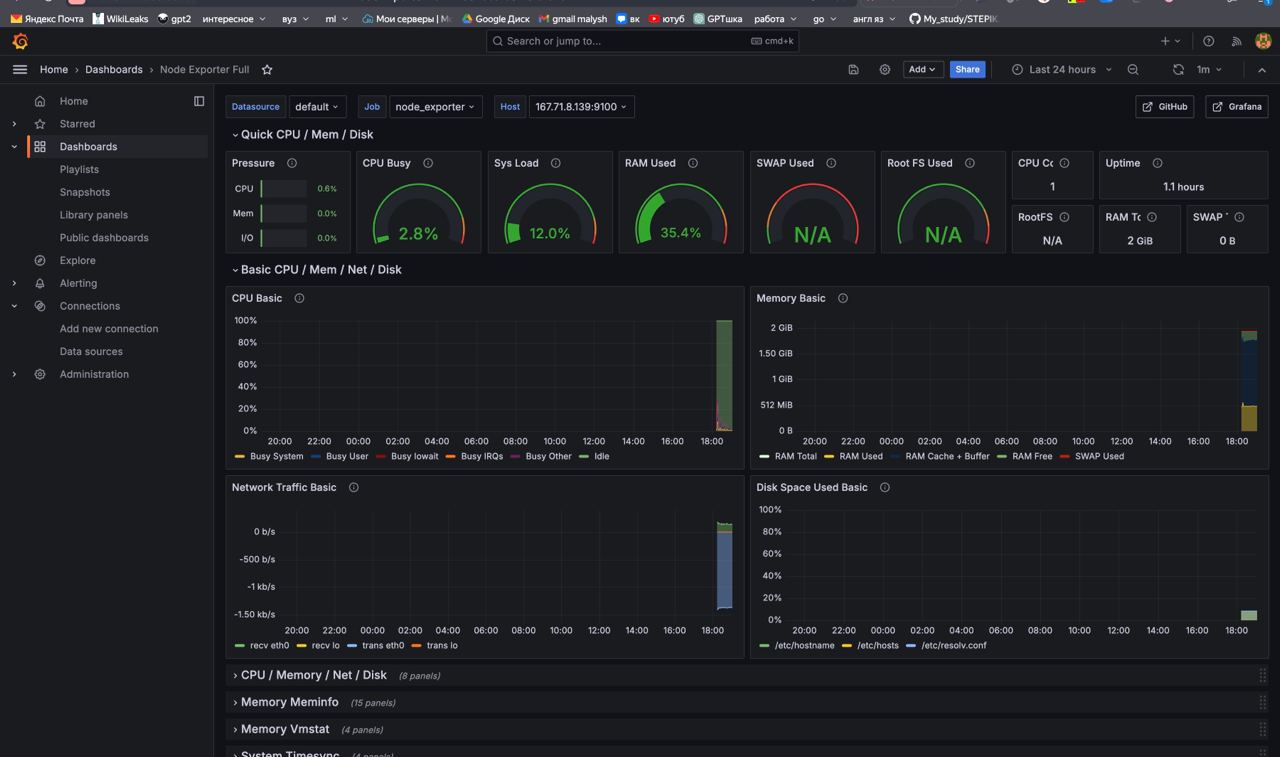 Яндекс Почта WikiLeaks gpt2 интересное вуз ml Мои серверы | Google Диск gmail malysh вк ютуб GPTшка работа go англ яз My_study/STEPIK
Search or jump to... cmd+k
Home Dashboards Node Exporter Full Add Share Last 24 hours 1m
Home
Starred
Dashboards
Playlists
Snapshots
Library panels
Public dashboards
Explore
Alerting
Connections
Add new connection
Data sources
Administration
Datasource default Job node_exporter Host 167.71.8.139:9100 GitHub Grafana
Quick CPU / Mem / Disk
Pressure
CPU 0.6%
Mem 0.0%
I/O 0.0%
CPU Busy
2.8%
Sys Load
12.0%
RAM Used
35.4%
SWAP Used
N/A
Root FS Used
N/A
CPU Co
1
Uptime
1.1 hours
RootFS
N/A
RAM To
2 GiB
SWAP
0 B
Basic CPU / Mem / Net / Disk
CPU Basic
100%
80%
60%
40%
20%
0%
20:00 22:00 00:00 02:00 04:00 06:00 08:00 10:00 12:00 14:00 16:00 18:00
Busy System Busy User Busy Iowait Busy IRQs Busy Other Idle
Memory Basic
2 GiB
1.50 GiB
1 GiB
512 MiB
0 B
20:00 22:00 00:00 02:00 04:00 06:00 08:00 10:00 12:00 14:00 16:00 18:00
RAM Total RAM Used RAM Cache + Buffer RAM Free SWAP Used
Network Traffic Basic
0 b/s
-500 b/s
-1 kb/s
-1.50 kb/s
20:00 22:00 00:00 02:00 04:00 06:00 08:00 10:00 12:00 14:00 16:00 18:00
recv eth0 recv lo trans eth0 trans lo
Disk Space Used Basic
100%
80%
60%
40%
20%
0%
20:00 22:00 00:00 02:00 04:00 06:00 08:00 10:00 12:00 14:00 16:00 18:00
/etc/hostname /etc/hosts /etc/resolv.conf
CPU / Memory / Net / Disk (8 panels)
Memory Meminfo (15 panels)
Memory Vmstat (4 panels)
System Timesync (4 panels)